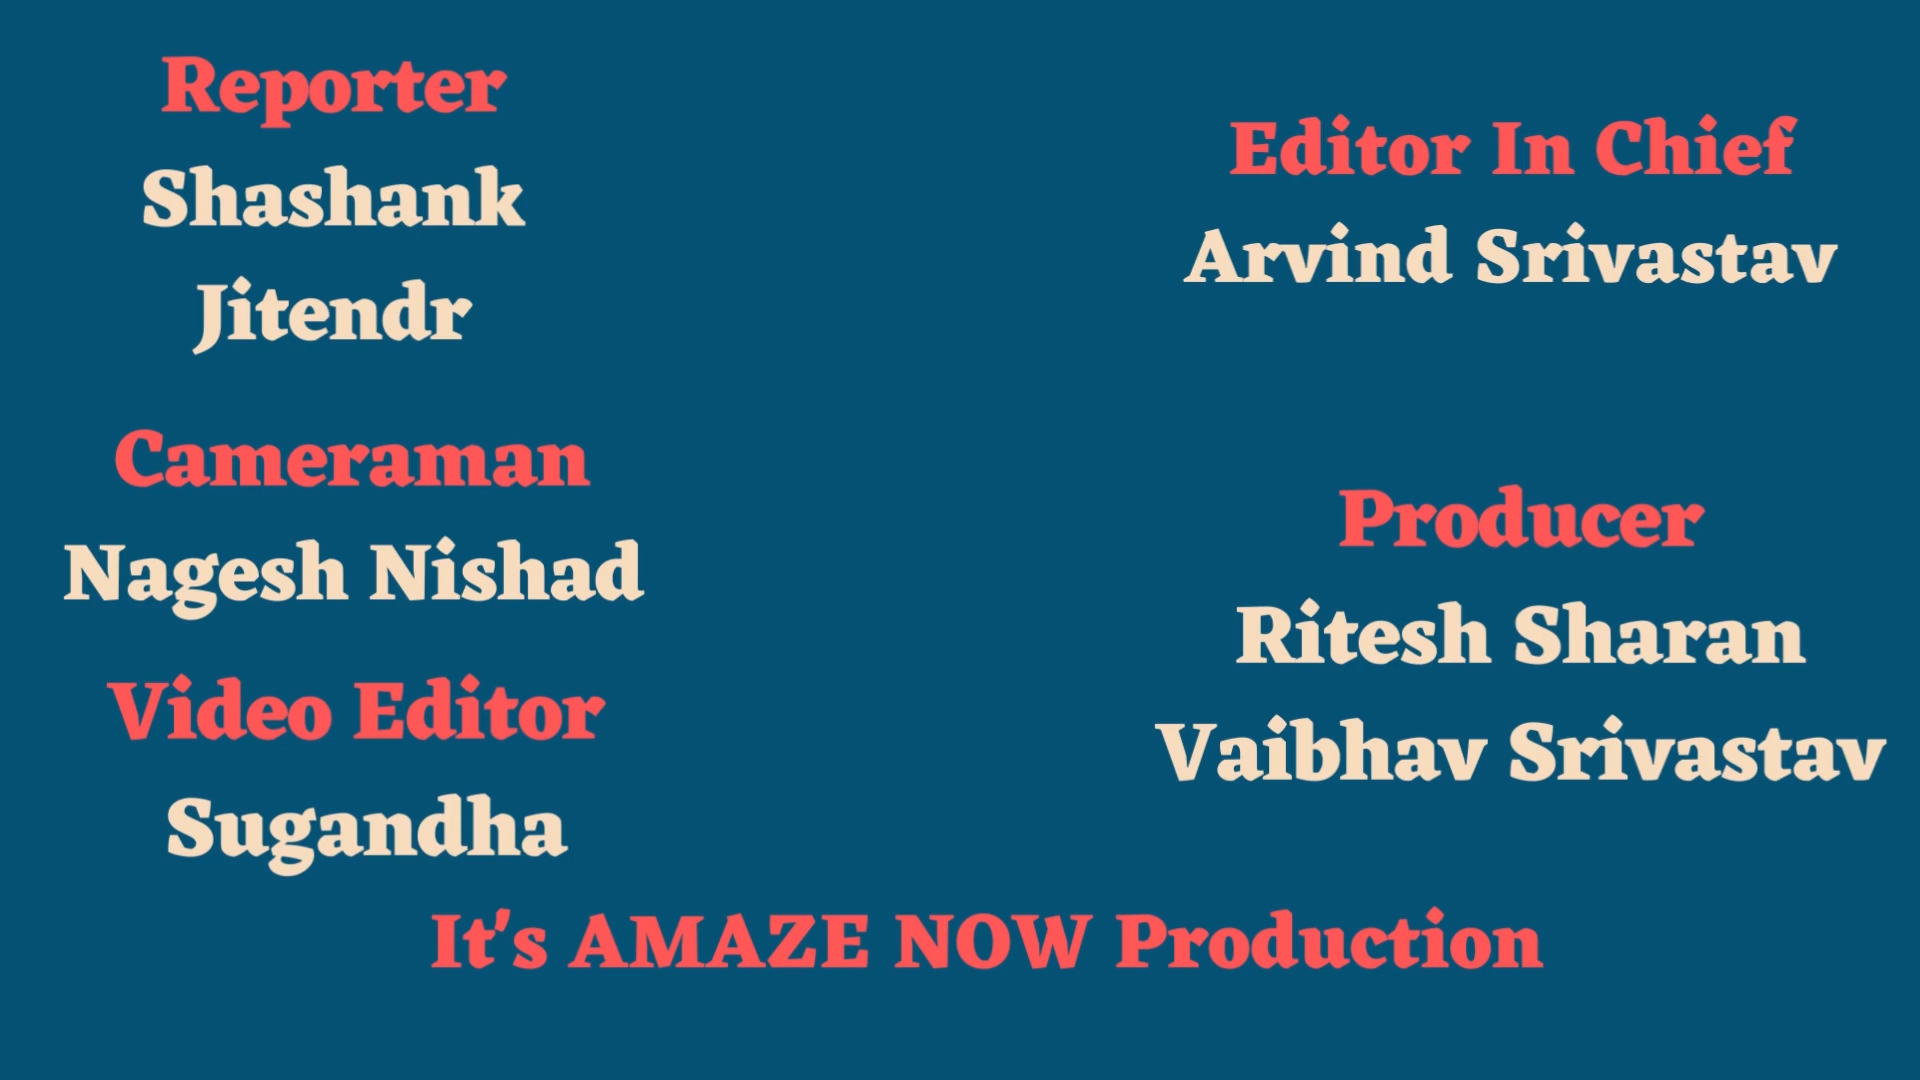 Reporter
Shashank
Jitendr
Cameraman
Nagesh Nishad
Video Editor
Sugandha
Editor In Chief
Arvind Srivastav
Producer
Ritesh Sharan
Vaibhav Srivastav
It's AMAZE NOW Production